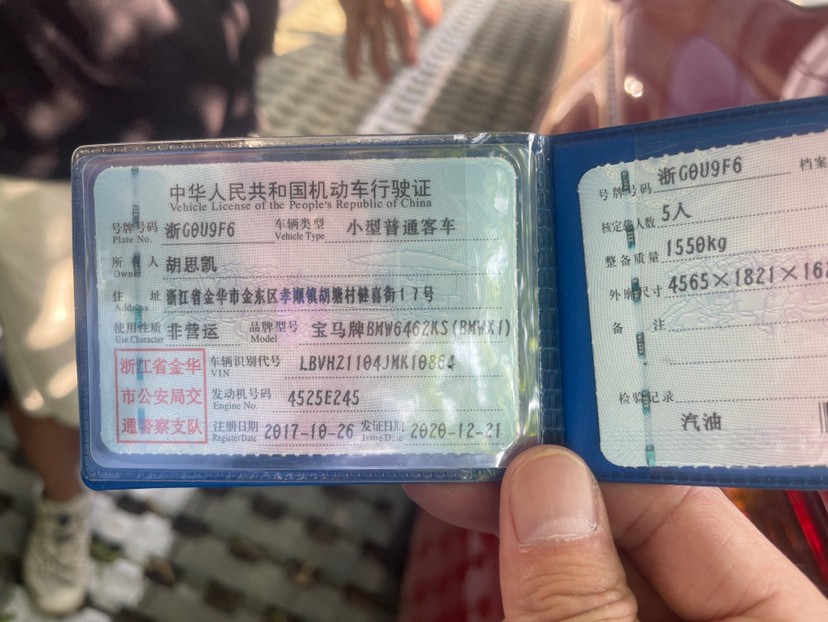 中华人民共和国机动车行驶证
Vehicle License of the People's Republic of China
号牌号码 浙G0U9F6 车辆类型 小型普通客车
Plate No. Vehicle Type
所有人 胡思凯
Owner
住址 浙江省金华市金东区孝顺镇胡塘村健喜街17号
Address
使用性质 非营运 品牌型号 宝马牌BMW6462KS(BMWX1)
Use Character Model
浙江省金华
市公安局交
通警察支队
车辆识别代号 LBVHZ1104JMK10864
VIN
发动机号码 4525E245
Engine No.
注册日期 2017-10-26 发证日期 2020-12-21
Register Date Issue Date
号牌号码 浙G0U9F6 档案
核定载人数 5人
整备质量 1550kg
外廓尺寸 4565×1821×162
备注
检验记录
汽油